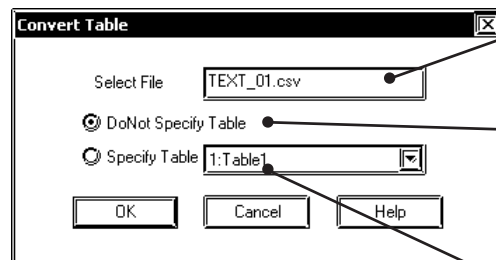 Convert Table
Select File TEXT_01.csv
DoNot Specify Table
Specify Table 1:Table1
OK Cancel Help